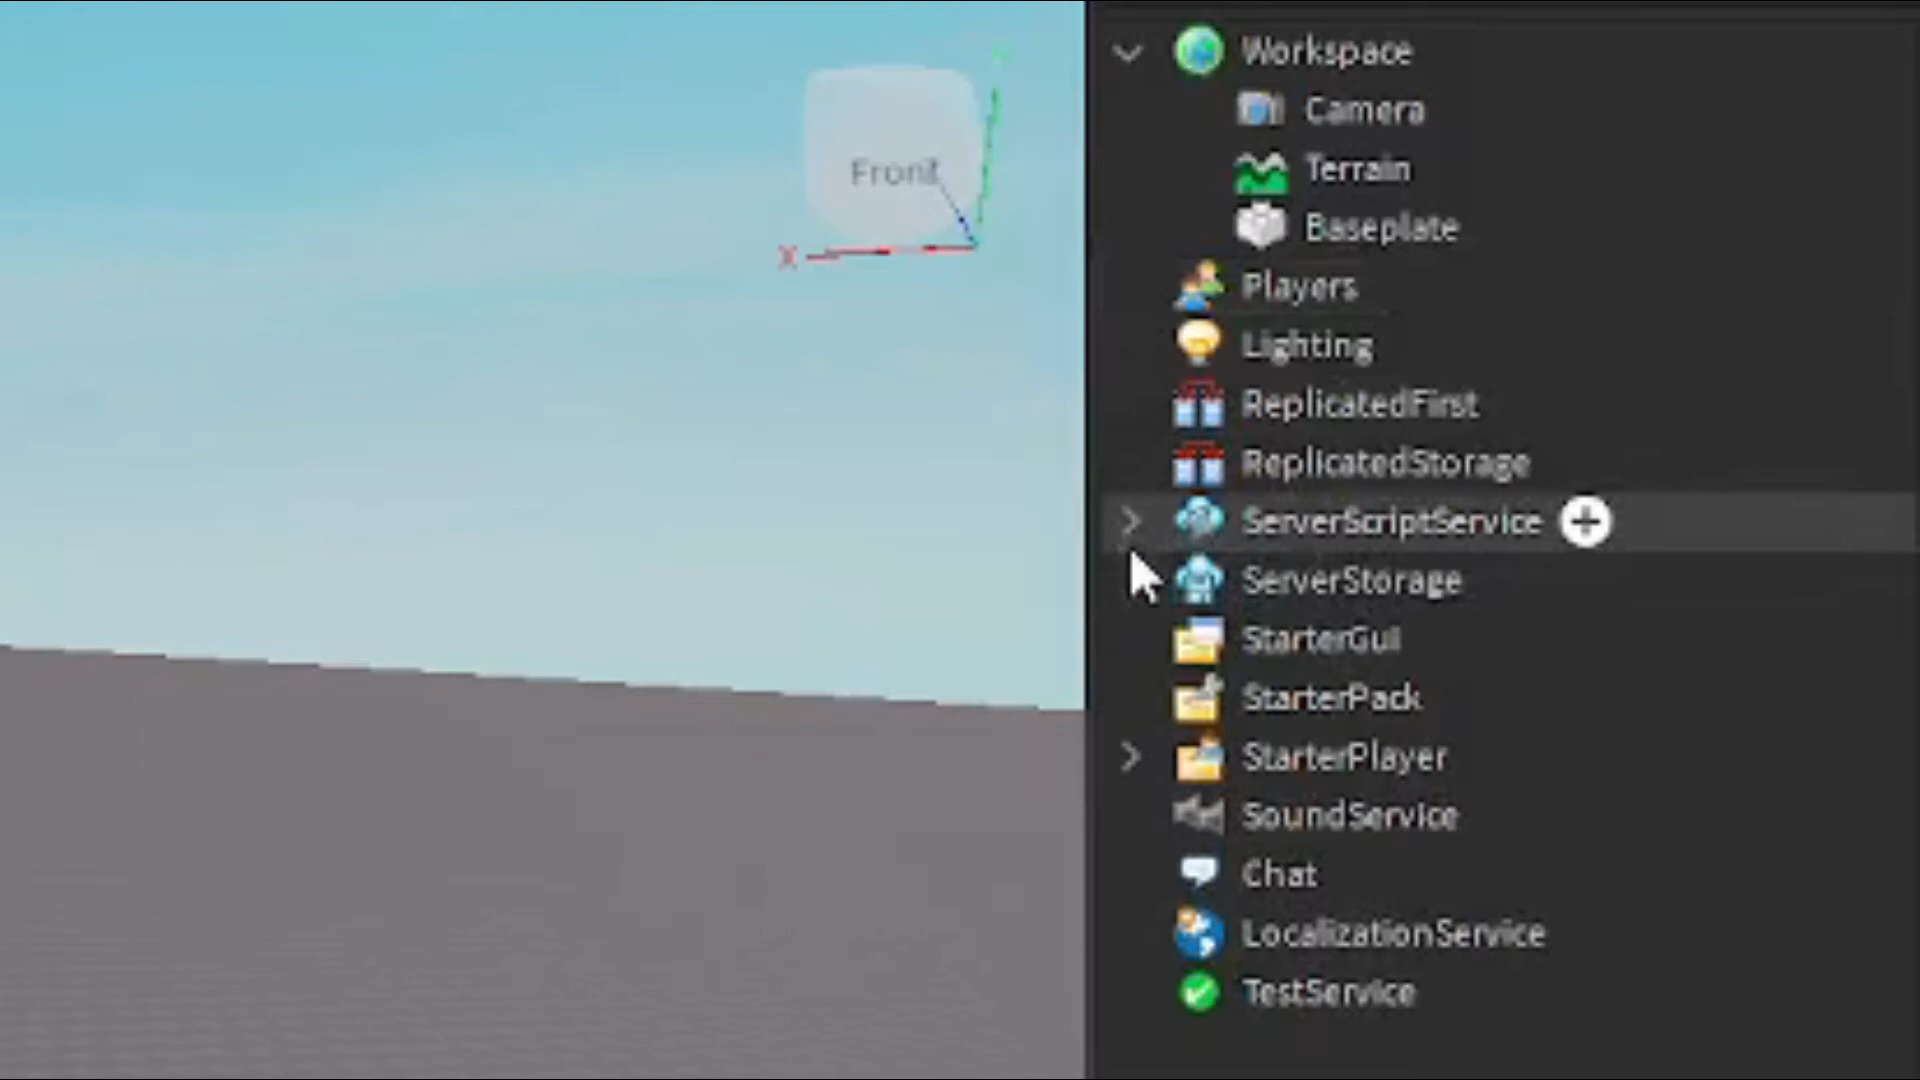 Front
X
Workspace
Camera
Terrain
Baseplate
Players
Lighting
ReplicatedFirst
ReplicatedStorage
ServerScriptService
ServerStorage
StarterGui
StarterPack
StarterPlayer
SoundService
Chat
LocalizationService
TestService